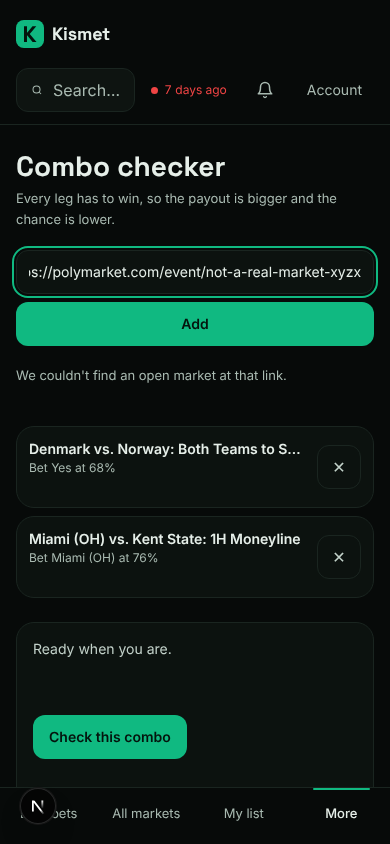 K Kismet
Search...
7 days ago
Account
Combo checker
Every leg has to win, so the payout is bigger and the
chance is lower.
s://polymarket.com/event/not-a-real-market-xyzx
Add
We couldn't find an open market at that link.
Denmark vs. Norway: Both Teams to S...
Bet Yes at 68%
✕
Miami (OH) vs. Kent State: 1H Moneyline
Bet Miami (OH) at 76%
✕
Ready when you are.
Check this combo
N
All markets
My list
More